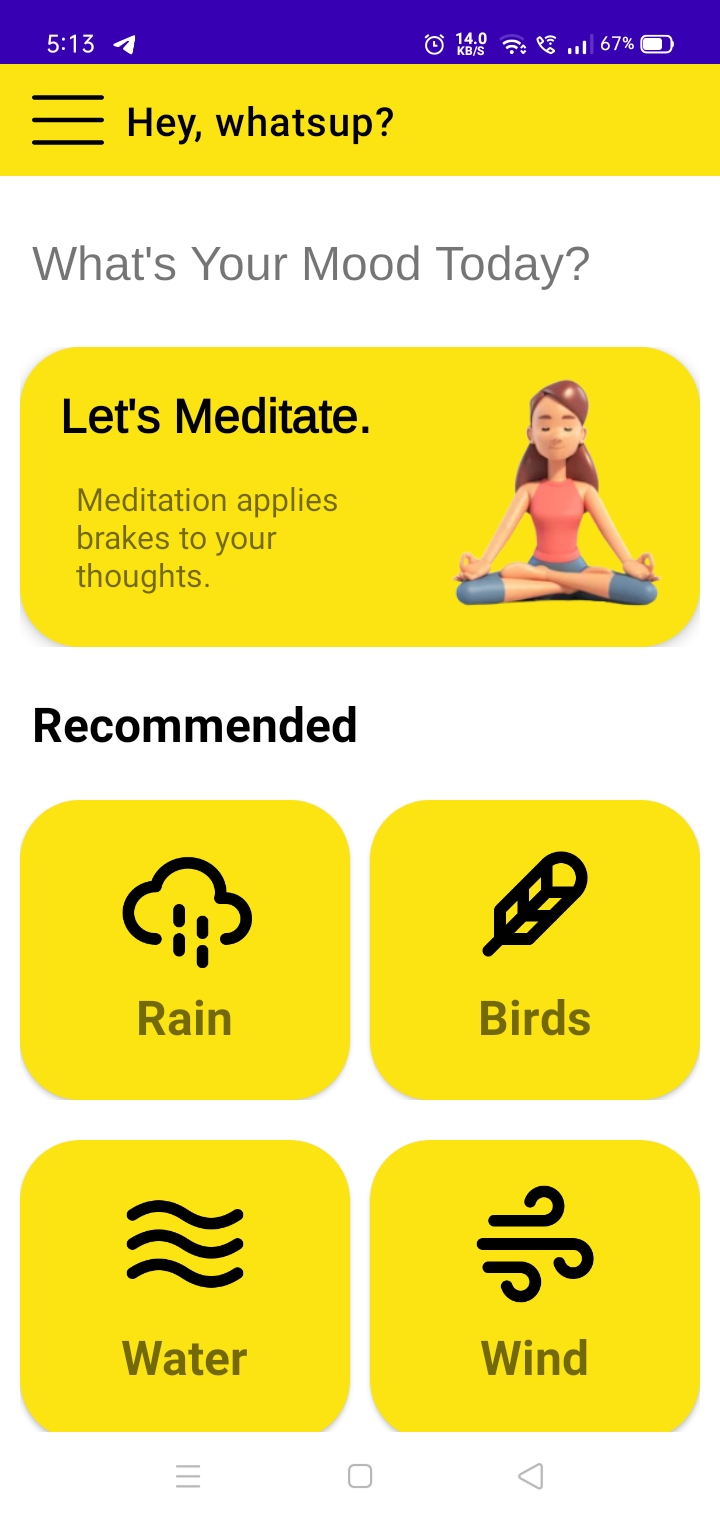 5:13 14.0 KB/S 67%
Hey, whatsup?
What's Your Mood Today?
Let's Meditate.
Meditation applies
brakes to your
thoughts.
Recommended
Rain Birds
Water Wind